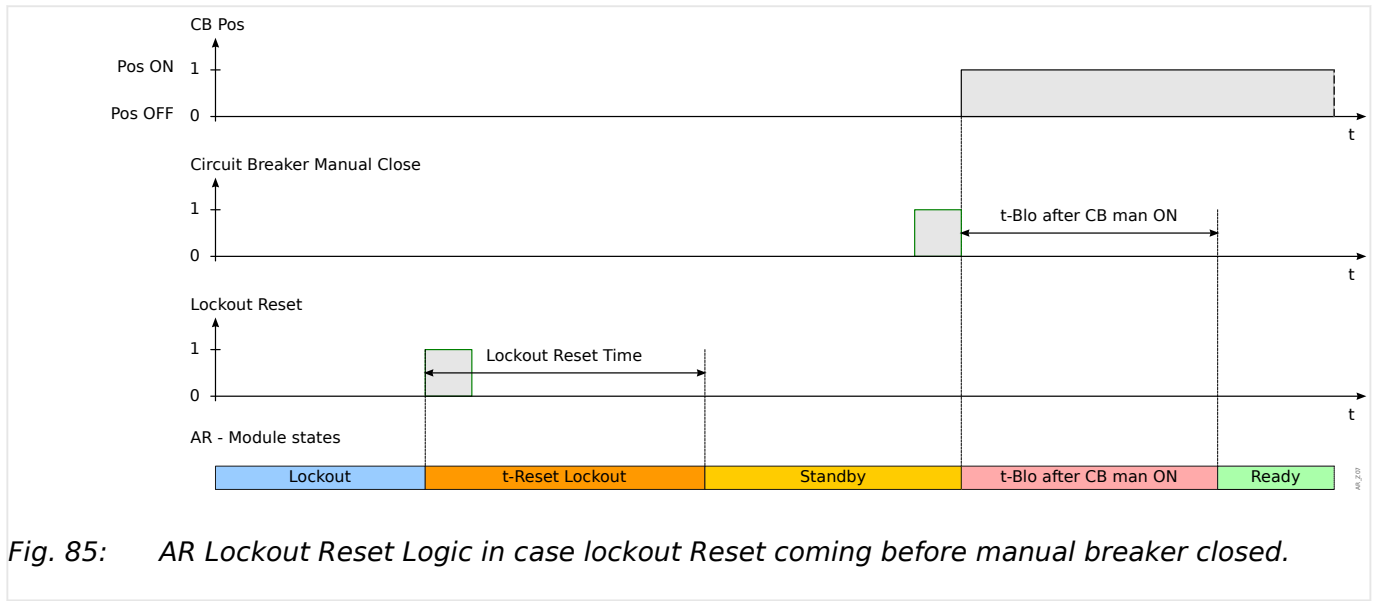 CB Pos
Pos ON 1
Pos OFF 0
t
Circuit Breaker Manual Close
1
t-Blo after CB man ON
0
t
Lockout Reset
1
Lockout Reset Time
0
t
AR - Module states
Lockout t-Reset Lockout Standby t-Blo after CB man ON Ready
AR_Z07
Fig. 85: AR Lockout Reset Logic in case lockout Reset coming before manual breaker closed.